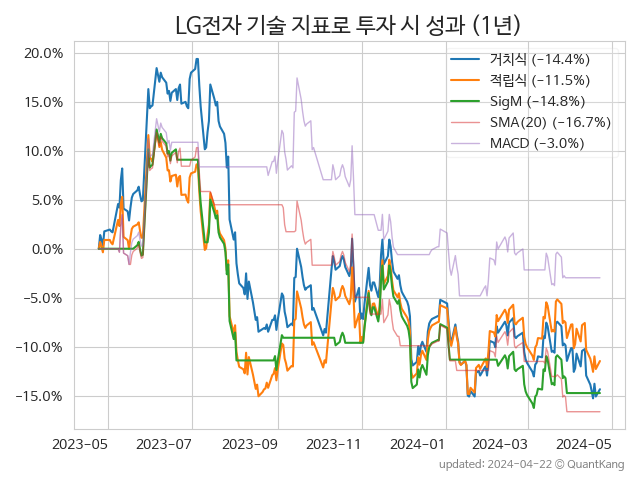 LG전자 기술 지표로 투자 시 성과 (1년)
20.0%
15.0%
10.0%
5.0%
0.0%
−5.0%
−10.0%
−15.0%
거치식 (−14.4%)
적립식 (−11.5%)
SigM (−14.8%)
SMA(20) (−16.7%)
MACD (−3.0%)
2023-05 2023-07 2023-09 2023-11 2024-01 2024-03 2024-05
updated: 2024-04-22 © QuantKang